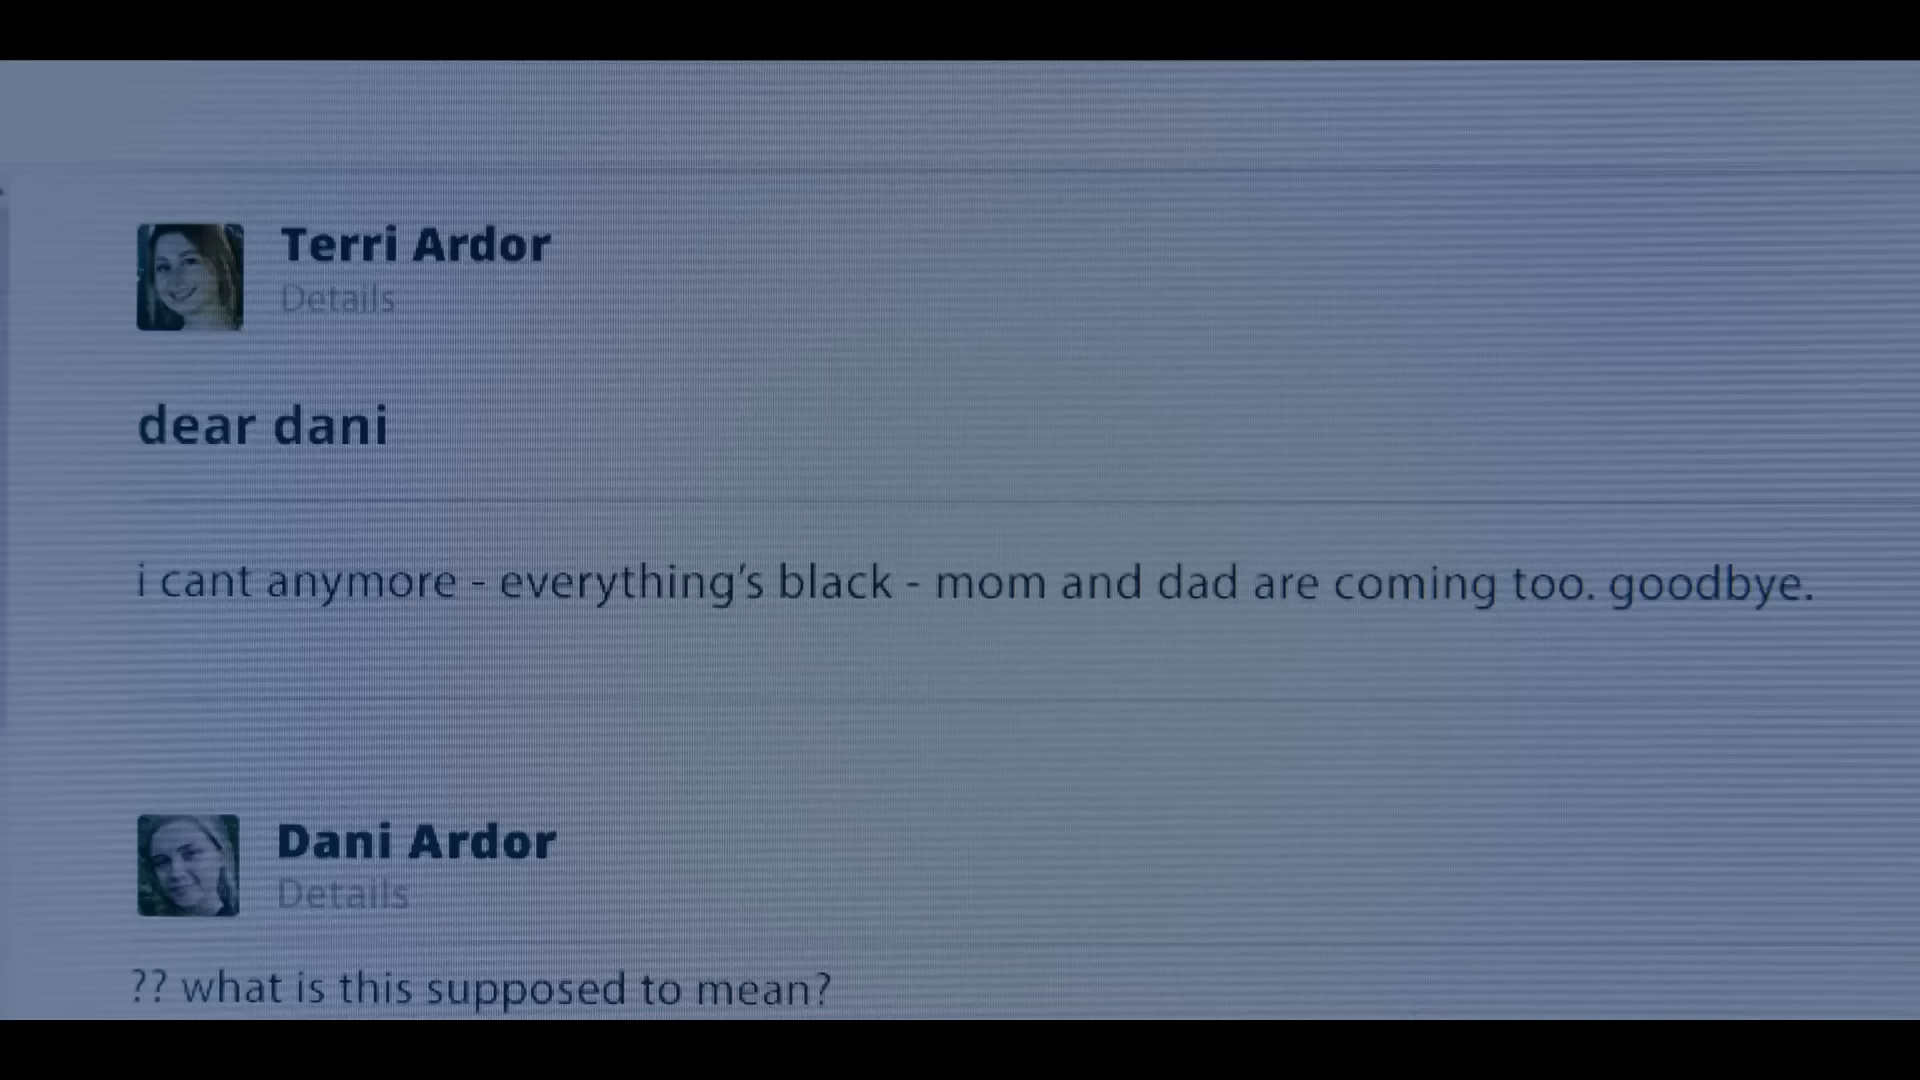 Terri Ardor
Details
dear dani
i cant anymore - everything's black - mom and dad are coming too. goodbye.
Dani Ardor
Details
?? what is this supposed to mean?